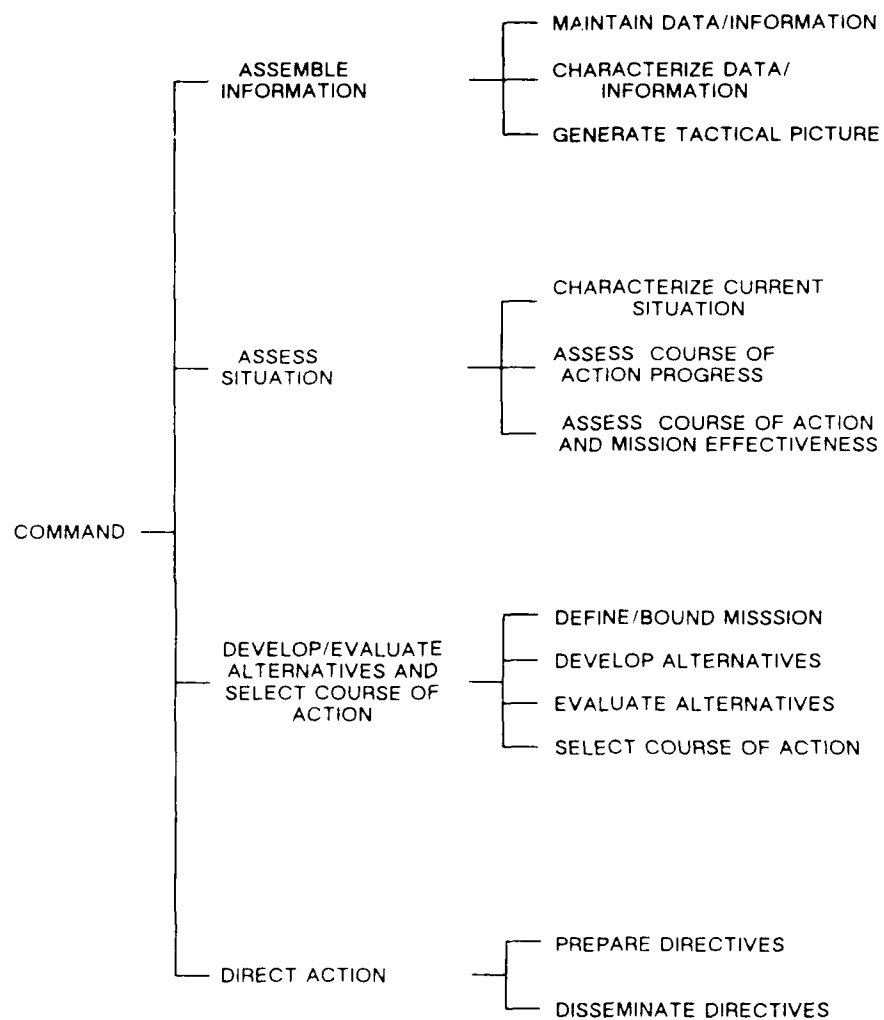 MAINTAIN DATA/INFORMATION
ASSEMBLE
INFORMATION
CHARACTERIZE DATA/
INFORMATION
GENERATE TACTICAL PICTURE
CHARACTERIZE CURRENT
SITUATION
ASSESS
SITUATION
ASSESS COURSE OF
ACTION PROGRESS
ASSESS COURSE OF ACTION
AND MISSION EFFECTIVENESS
COMMAND
DEVELOP/EVALUATE
ALTERNATIVES AND
SELECT COURSE OF
ACTION
DEFINE/BOUND MISSSION
DEVELOP ALTERNATIVES
EVALUATE ALTERNATIVES
SELECT COURSE OF ACTION
DIRECT ACTION
PREPARE DIRECTIVES
DISSEMINATE DIRECTIVES